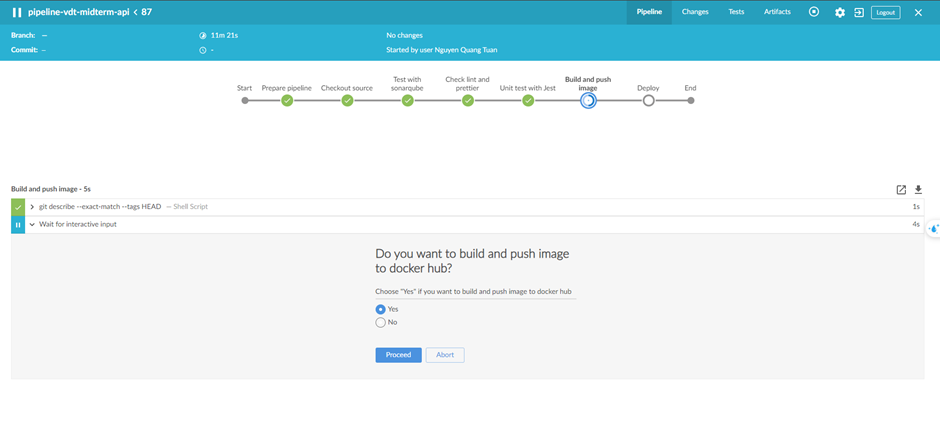 pipeline-vdt-midterm-api < 87
Pipeline Changes Tests Artifacts Logout
Branch: — 11m 21s No changes
Commit: – - Started by user Nguyen Quang Tuan
Start Prepare pipeline Checkout source Test with sonarqube Check lint and prettier Unit test with Jest Build and push image Deploy End
Build and push image - 5s
git describe --exact-match --tags HEAD — Shell Script 1s
Wait for interactive input 4s
Do you want to build and push image
to docker hub?
Choose "Yes" if you want to build and push image to docker hub
Yes
No
Proceed Abort